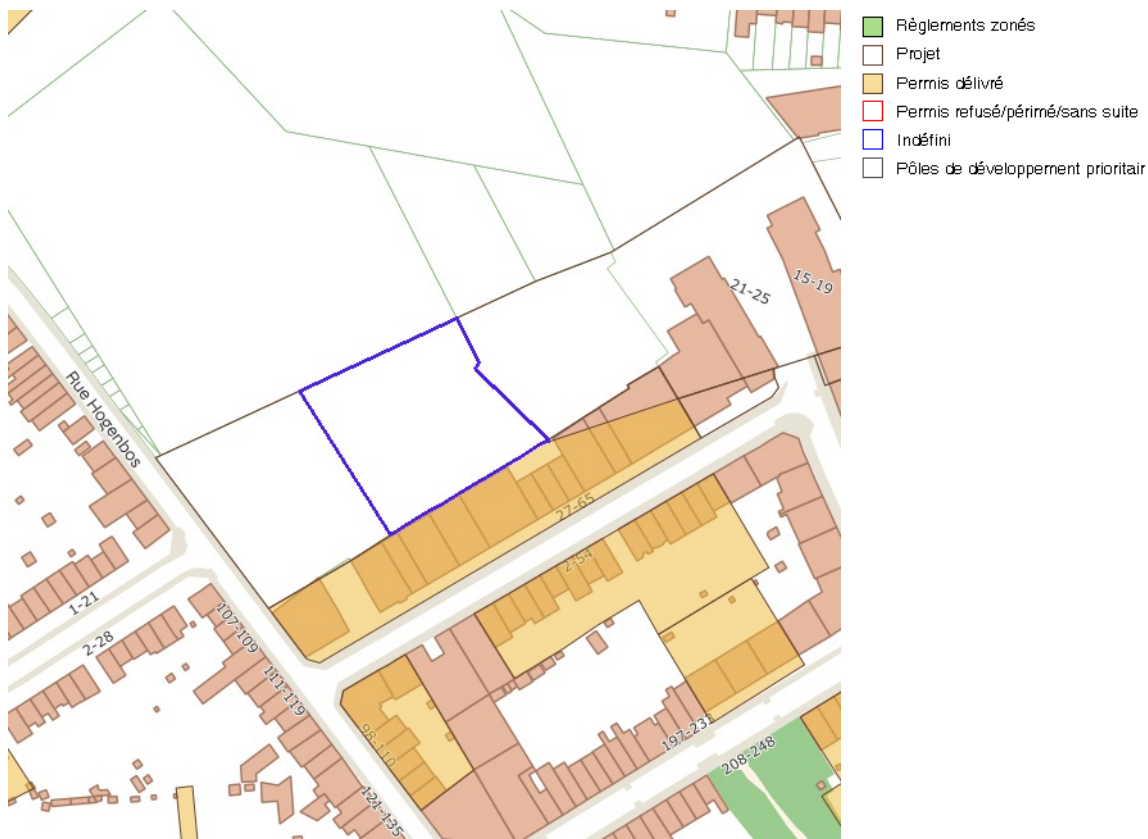 Règlements zonés
Projet
Permis délivré
Permis refusé/périmé/sans suite
Indéfini
Pôles de développement prioritair
15-19
21-25
Rue Hogenbos
27-65
2-54
1-21
107-109
2-28
111-119
98-110
197-231
208-248
121-135